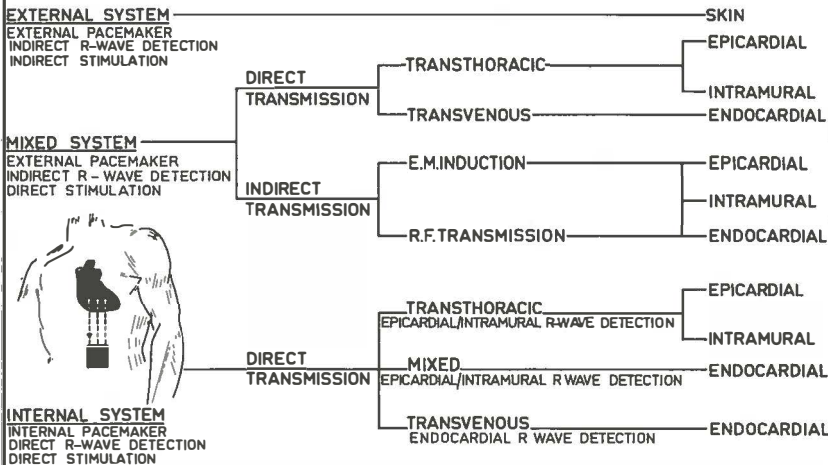 EXTERNAL SYSTEM
SKIN
EXTERNAL PACEMAKER
INDIRECT R-WAVE DETECTION
INDIRECT STIMULATION
EPICARDIAL
DIRECT
TRANSMISSION
TRANSTHORACIC
INTRAMURAL
TRANSVENOUS
ENDOCARDIAL
MIXED SYSTEM
EXTERNAL PACEMAKER
INDIRECT R - WAVE DETECTION
DIRECT STIMULATION
E.M.INDUCTION
EPICARDIAL
INDIRECT
TRANSMISSION
INTRAMURAL
R.F.TRANSMISSION
ENDOCARDIAL
EPICARDIAL
TRANSTHORACIC
EPICARDIAL/INTRAMURAL R-WAVE DETECTION
INTRAMURAL
DIRECT
TRANSMISSION
MIXED
EPICARDIAL/INTRAMURAL R WAVE DETECTION
ENDOCARDIAL
INTERNAL SYSTEM
INTERNAL PACEMAKER
DIRECT R-WAVE DETECTION
DIRECT STIMULATION
TRANSVENOUS
ENDOCARDIAL R WAVE DETECTION
ENDOCARDIAL